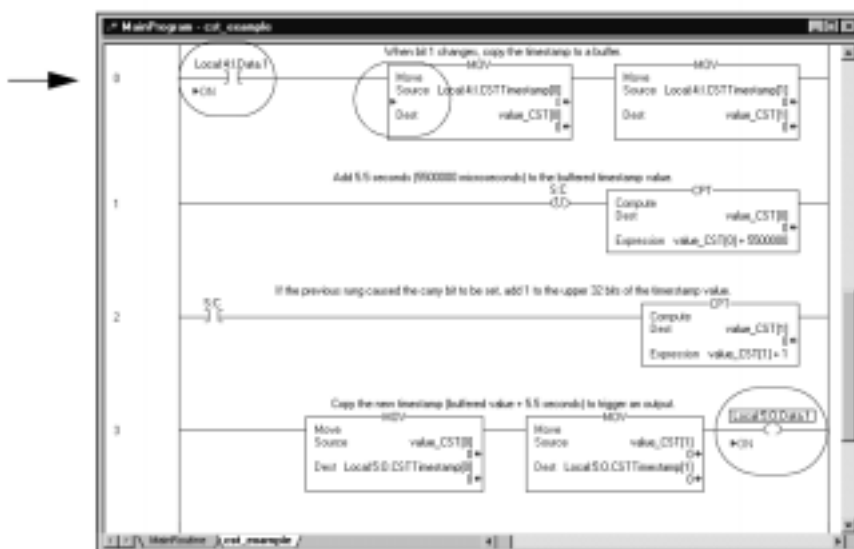 MainProgram - cst_example
When bit 1 changes, copy the timestamp to a buffer.
0
Local:4:I.Data.1
ON
MOV
Move
Source Local:4:I.CSTTimestamp[0]
0
Dest value_CST[0]
0
MOV
Move
Source Local:4:I.CSTTimestamp[1]
0
Dest value_CST[1]
0
Add 5.5 seconds (5500000 microseconds) to the buffered timestamp value.
1
S:C
U
CPT
Compute
Dest value_CST[0]
0
Expression value_CST[0] + 5500000
If the previous rung caused the carry bit to be set, add 1 to the upper 32 bits of the timestamp value.
2
S:C
CPT
Compute
Dest value_CST[1]
0
Expression value_CST[1] + 1
Copy the new timestamp (buffered value + 5.5 seconds) to trigger an output.
3
MOV
Move
Source value_CST[0]
0
Dest Local:5:O.CSTTimestamp[0]
0
MOV
Move
Source value_CST[1]
0
Dest Local:5:O.CSTTimestamp[1]
0
Local:5:O.Data.1
ON
MainRoutine cst_example